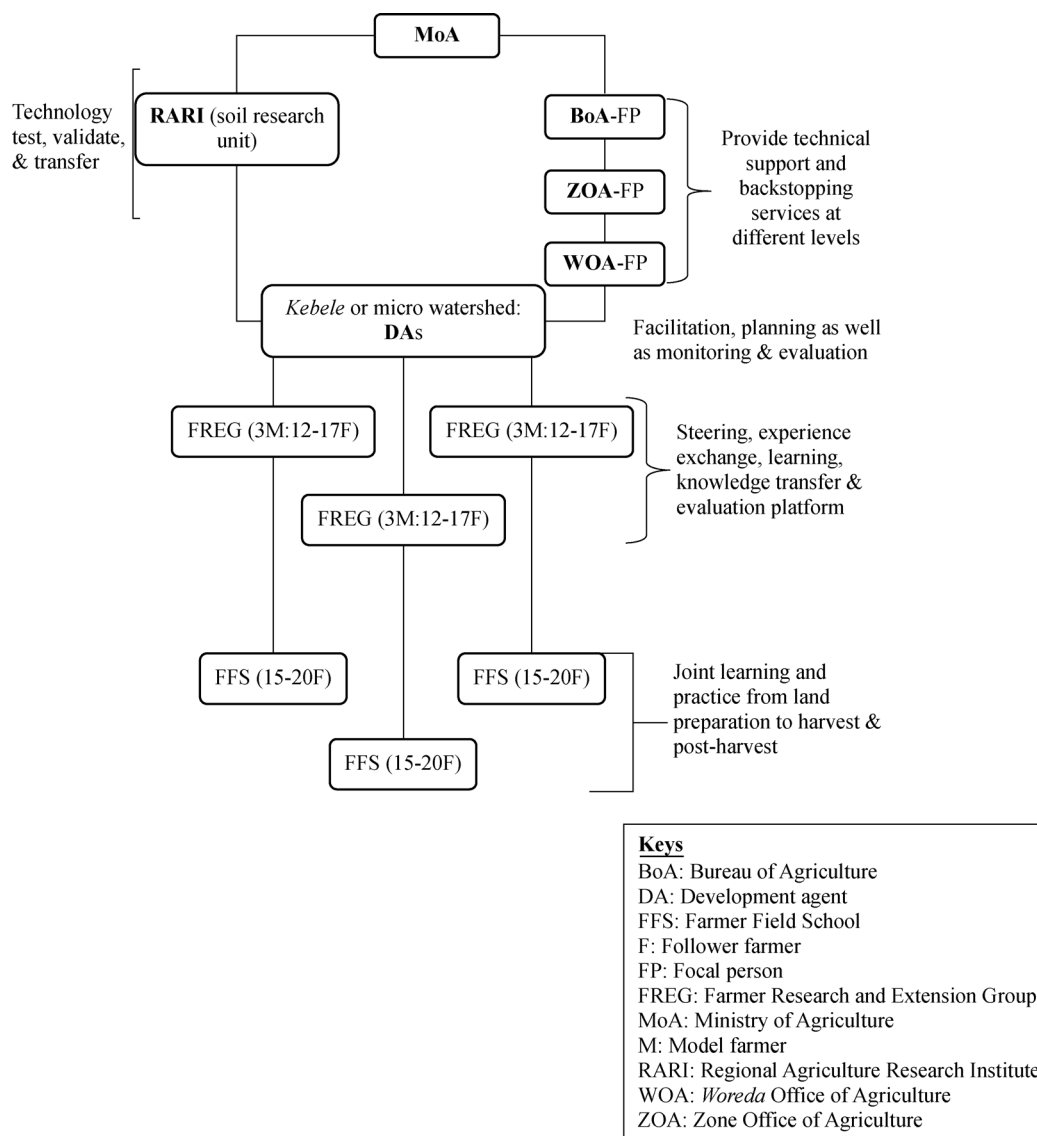 MoA
Technology
test, validate,
& transfer
RARI (soil research
unit)
BoA-FP
ZOA-FP
WOA-FP
Provide technical
support and
backstopping
services at
different levels
Kebele or micro watershed:
DAs
Facilitation, planning as well
as monitoring & evaluation
FREG (3M:12-17F)
FREG (3M:12-17F)
FREG (3M:12-17F)
Steering, experience
exchange, learning,
knowledge transfer &
evaluation platform
FFS (15-20F)
FFS (15-20F)
FFS (15-20F)
Joint learning and
practice from land
preparation to harvest &
post-harvest
Keys
BoA: Bureau of Agriculture
DA: Development agent
FFS: Farmer Field School
F: Follower farmer
FP: Focal person
FREG: Farmer Research and Extension Group
MoA: Ministry of Agriculture
M: Model farmer
RARI: Regional Agriculture Research Institute
WOA: Woreda Office of Agriculture
ZOA: Zone Office of Agriculture